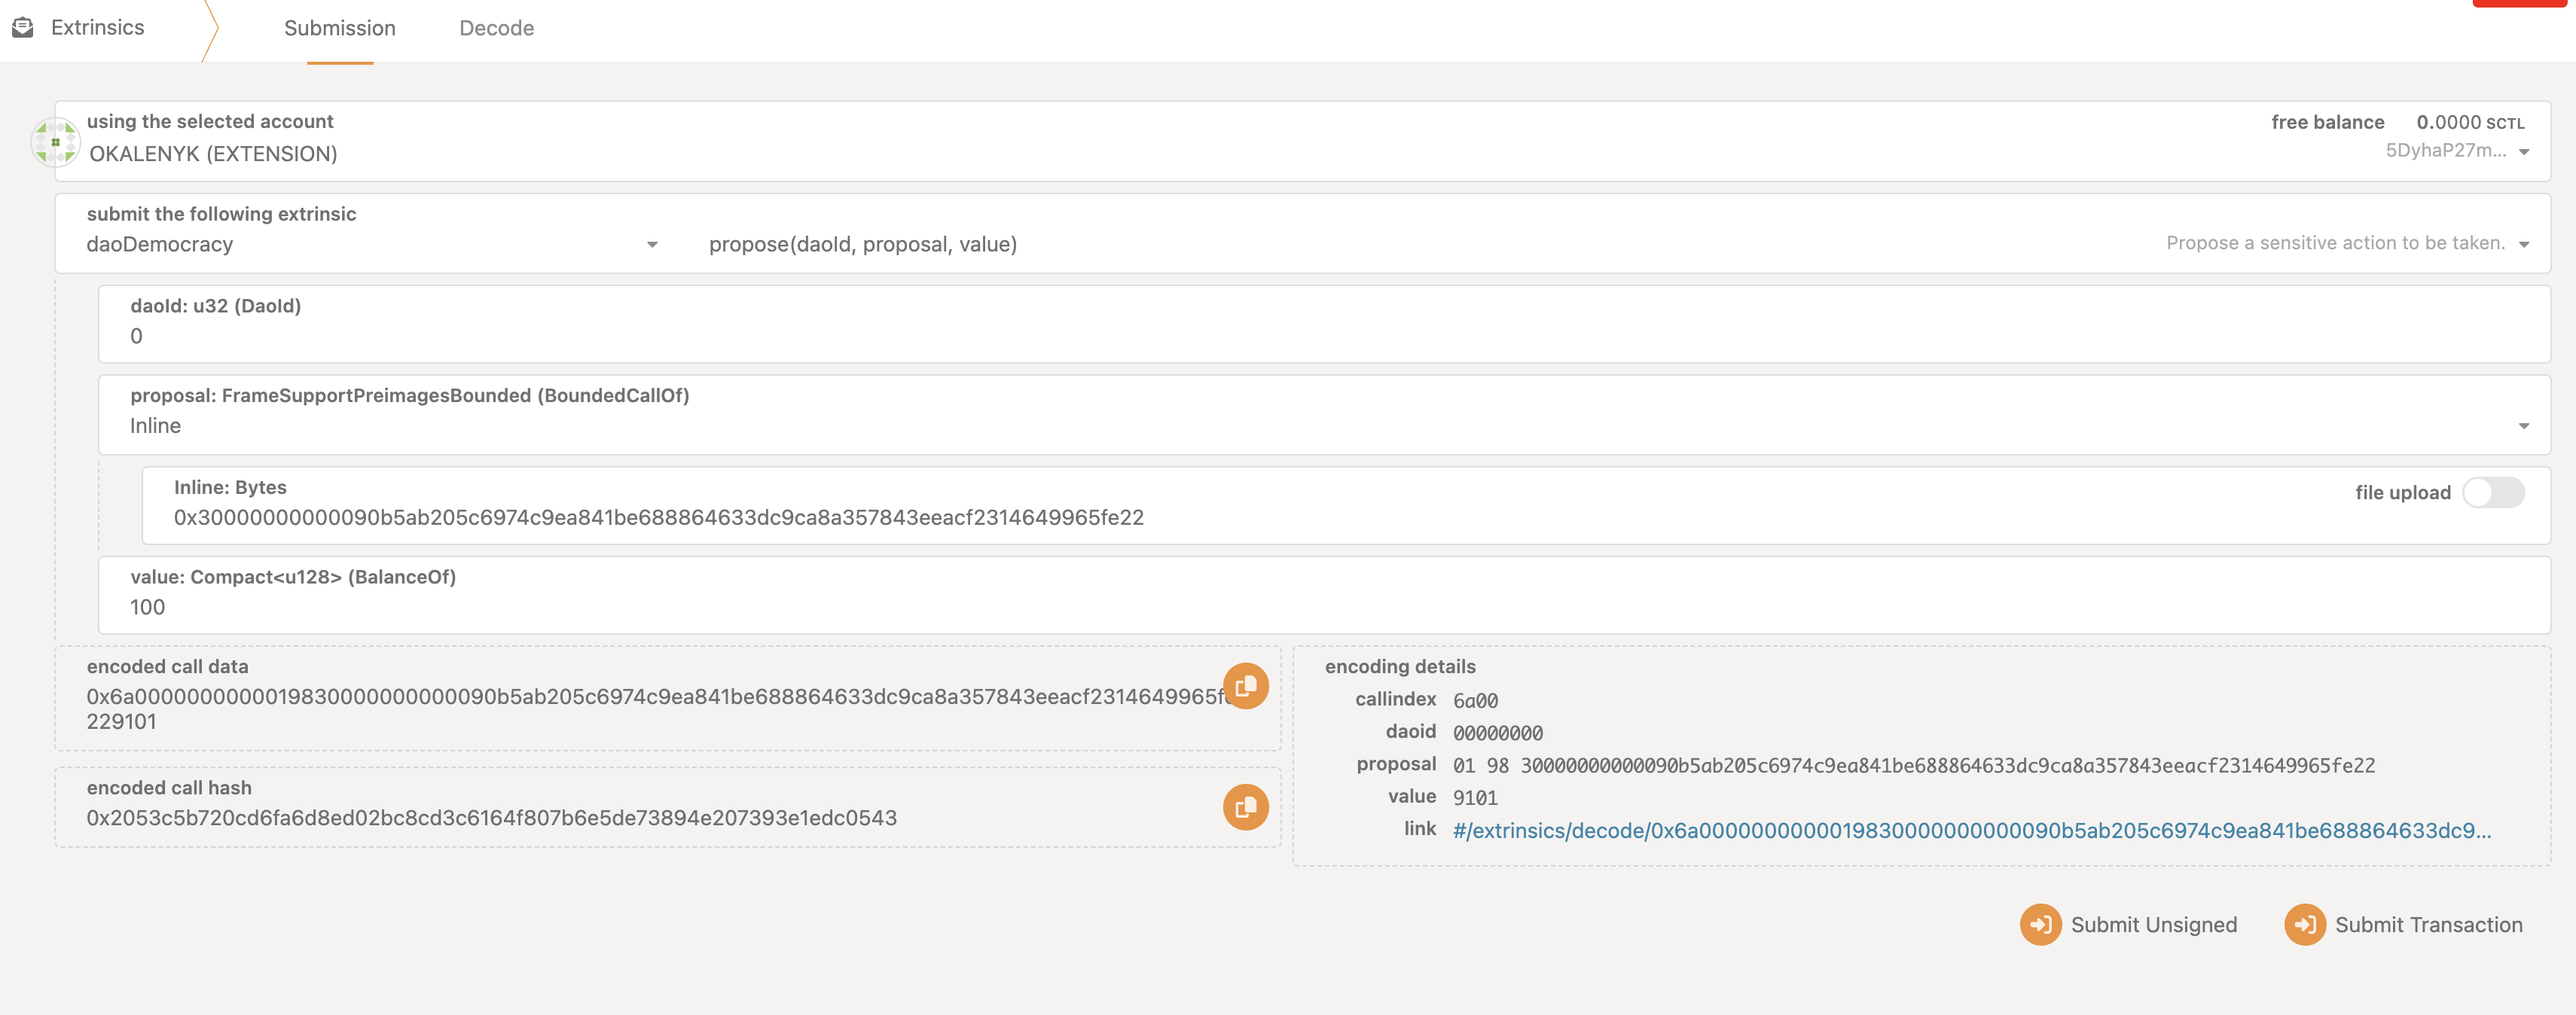 Extrinsics
Submission
Decode
using the selected account
OKALENYK (EXTENSION)
free balance 0.0000 SCTL
5DyhaP27m...
submit the following extrinsic
daoDemocracy
propose(daoId, proposal, value)
Propose a sensitive action to be taken.
daoId: u32 (DaoId)
0
proposal: FrameSupportPreimagesBounded (BoundedCallOf)
Inline
Inline: Bytes
0x30000000000090b5ab205c6974c9ea841be688864633dc9ca8a357843eeacf2314649965fe22
file upload
value: Compact<u128> (BalanceOf)
100
encoded call data
0x6a0000000000019830000000000090b5ab205c6974c9ea841be688864633dc9ca8a357843eeacf2314649965f
229101
encoded call hash
0x2053c5b720cd6fa6d8ed02bc8cd3c6164f807b6e5de73894e207393e1edc0543
encoding details
callindex 6a00
daoid 00000000
proposal 01 98 30000000000090b5ab205c6974c9ea841be688864633dc9ca8a357843eeacf2314649965fe22
value 9101
link #/extrinsics/decode/0x6a0000000000019830000000000090b5ab205c6974c9ea841be688864633dc9...
Submit Unsigned
Submit Transaction